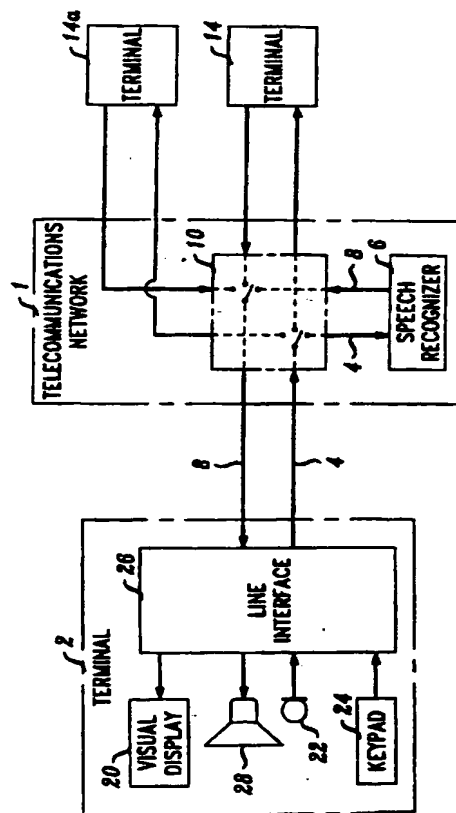 2
TERMINAL
20
VISUAL
DISPLAY
28
22
24
KEYPAD
26
LINE
INTERFACE
8
4
1
TELECOMMUNICATIONS
NETWORK
10
4
8
6
SPEECH
RECOGNIZER
14a
TERMINAL
14
TERMINAL